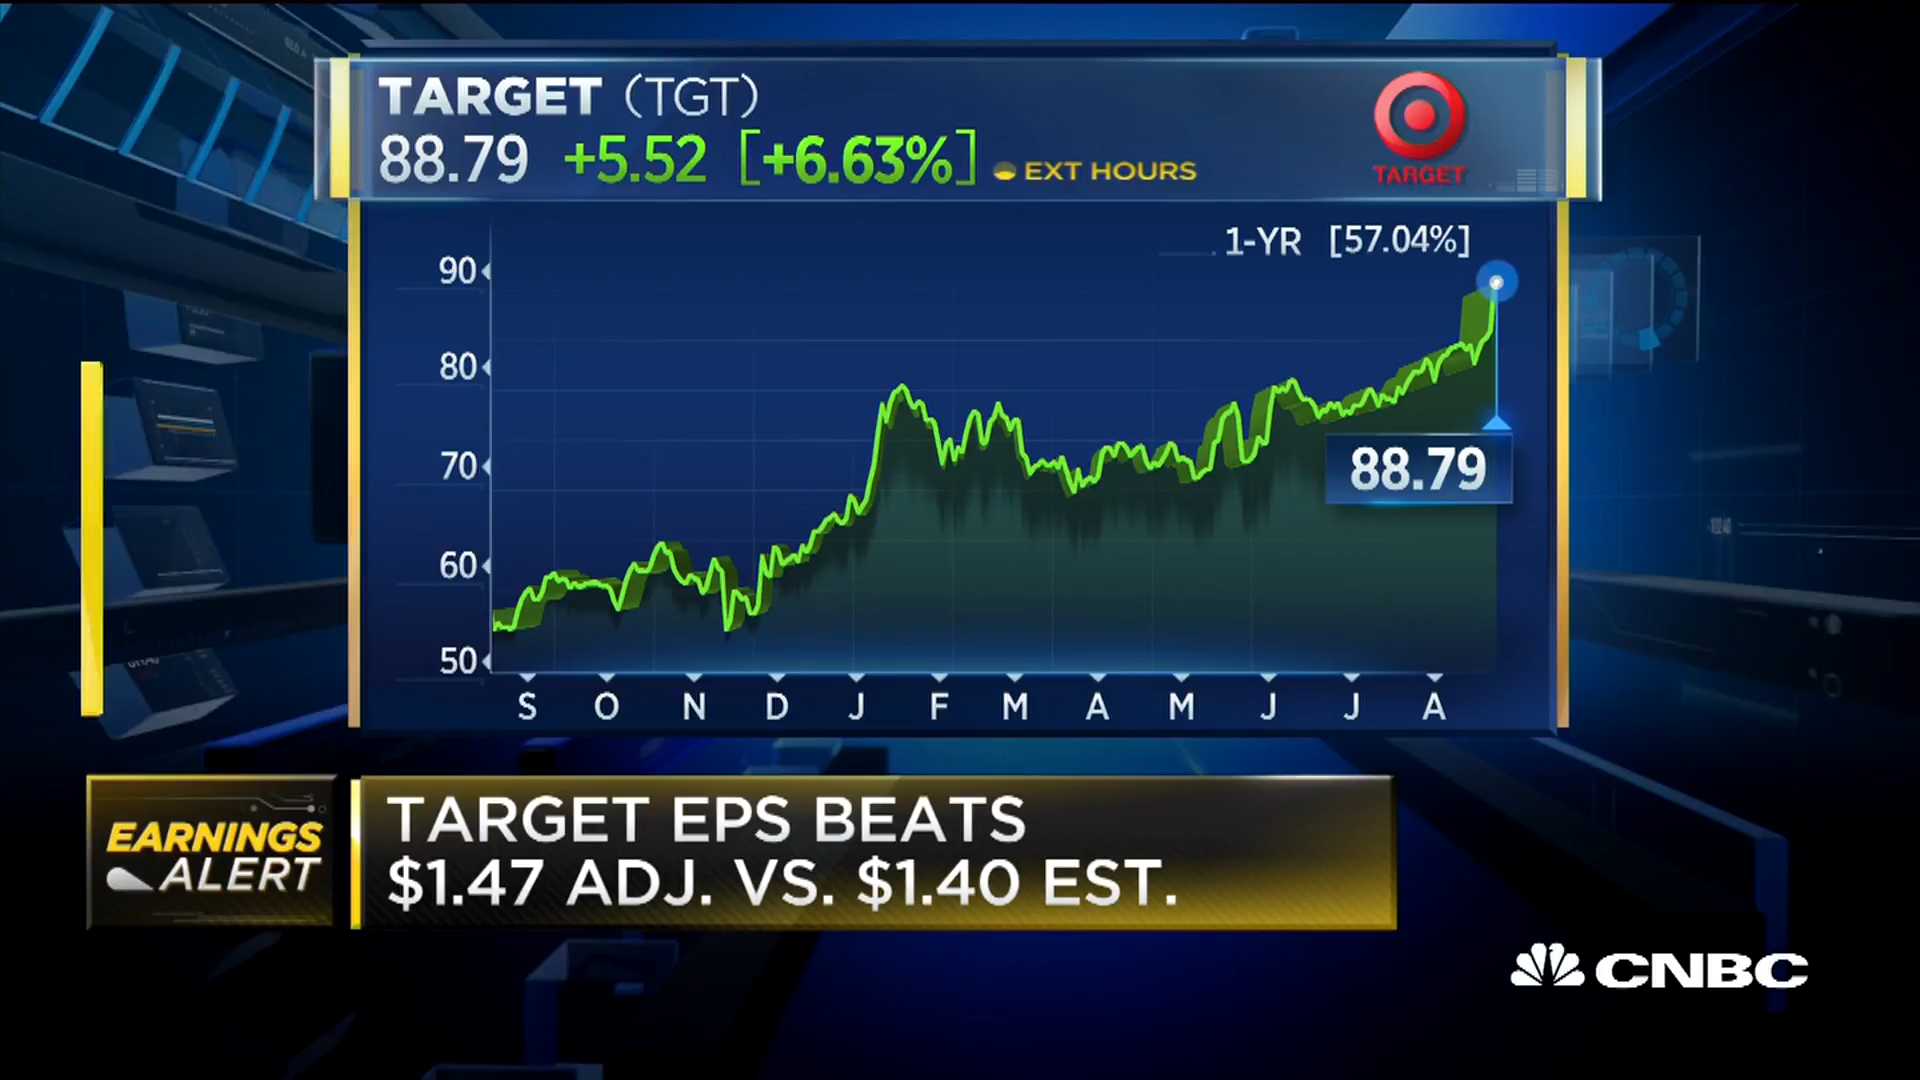 TARGET (TGT)
88.79 +5.52 [+6.63%] EXT HOURS
TARGET
1-YR [57.04%]
90
80
70
60
50
88.79
S O N D J F M A M J J A
EARNINGS
ALERT
TARGET EPS BEATS
$1.47 ADJ. VS. $1.40 EST.
CNBC